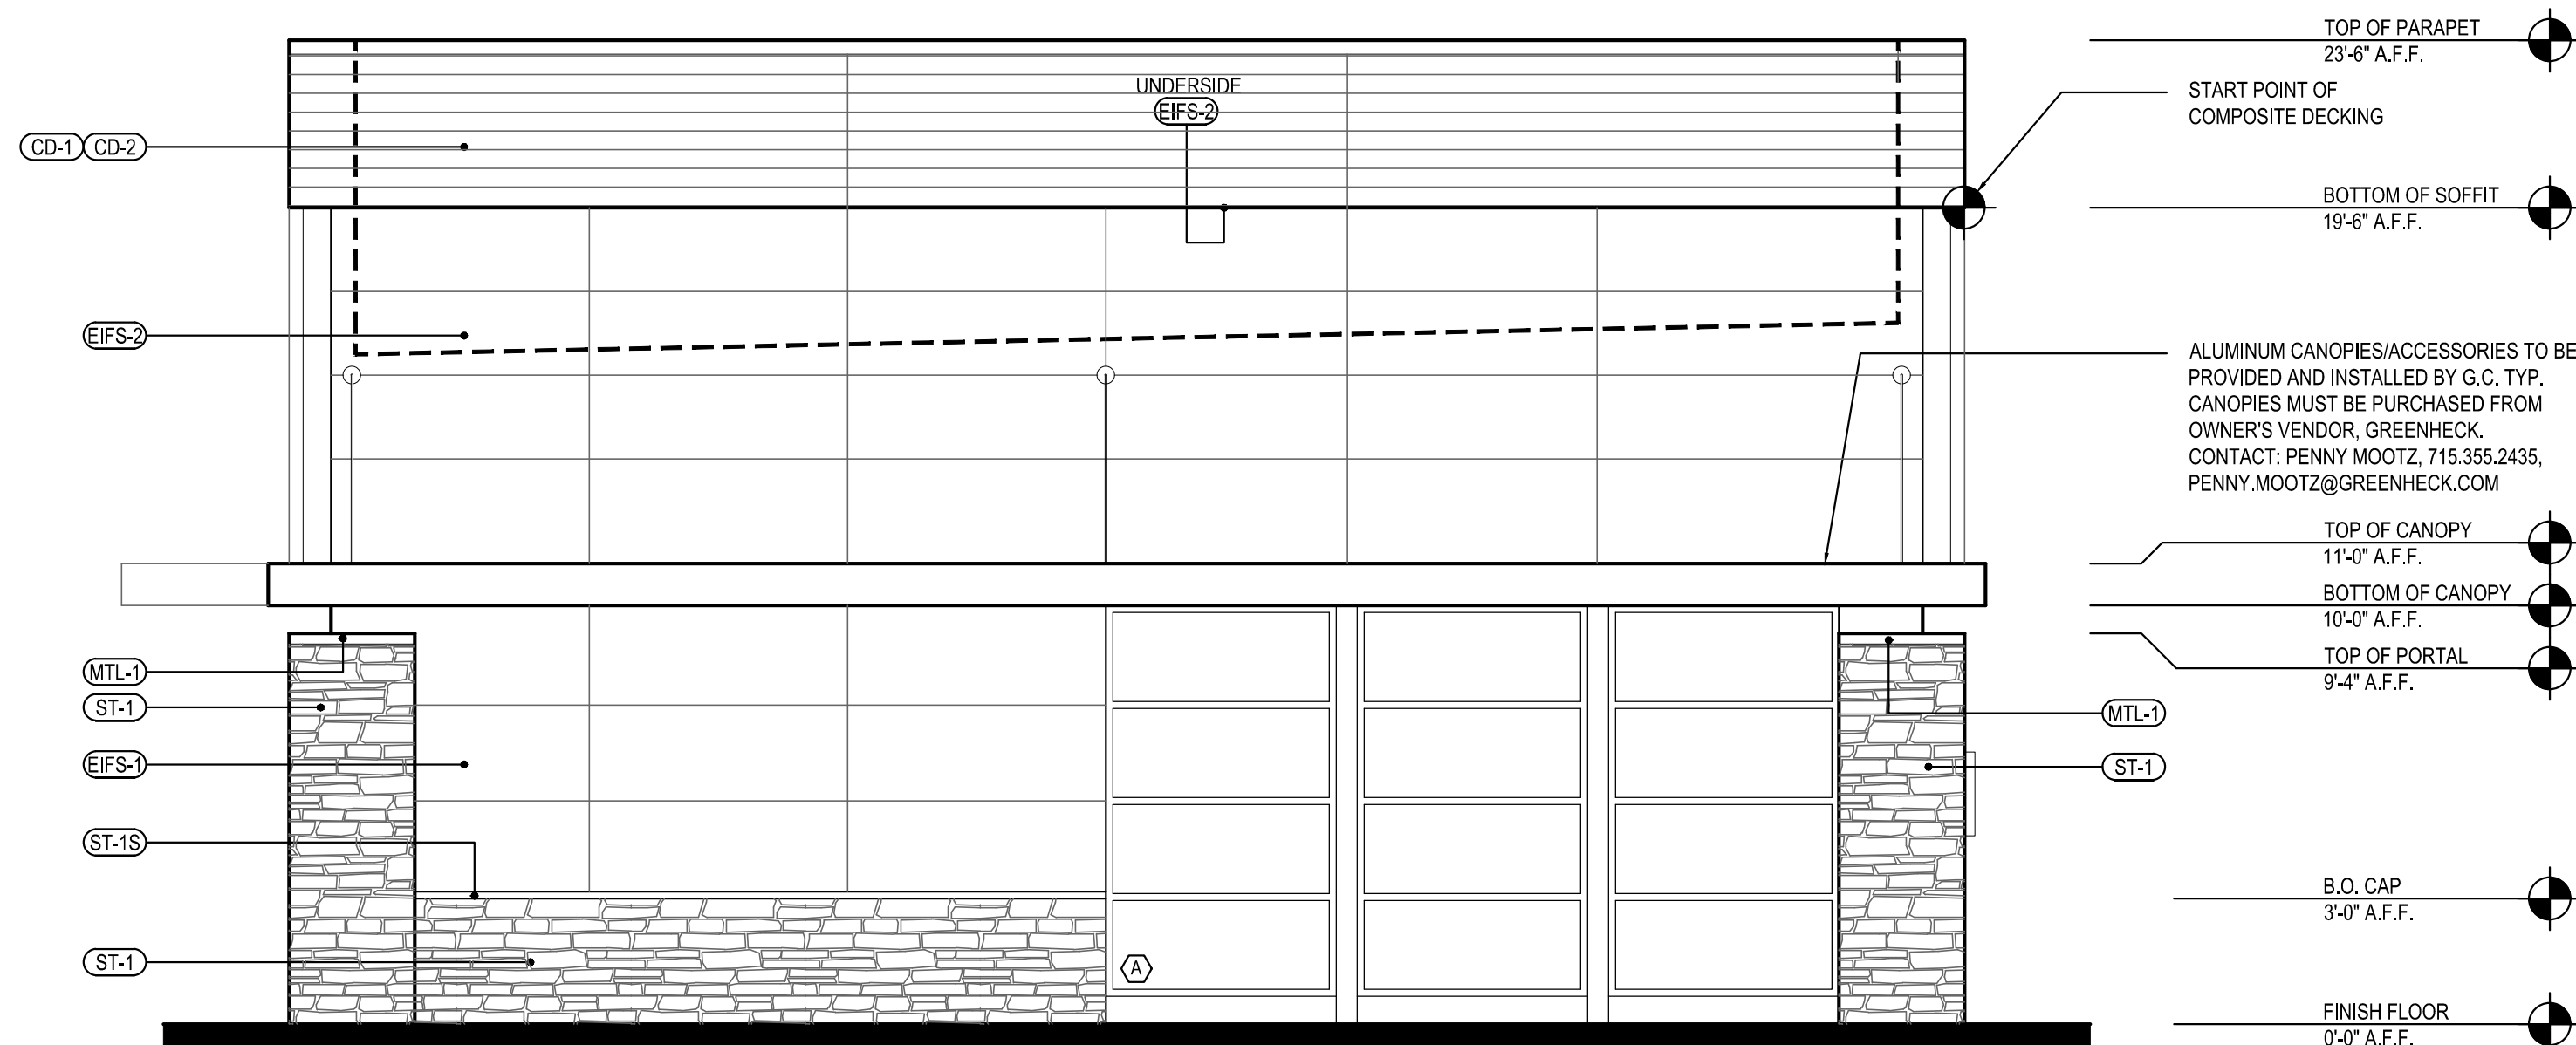 TOP OF PARAPET
23'-6" A.F.F.
UNDERSIDE
EIFS-2
START POINT OF
COMPOSITE DECKING
CD-1 CD-2
BOTTOM OF SOFFIT
19'-6" A.F.F.
EIFS-2
ALUMINUM CANOPIES/ACCESSORIES TO BE
PROVIDED AND INSTALLED BY G.C. TYP.
CANOPIES MUST BE PURCHASED FROM
OWNER'S VENDOR, GREENHECK.
CONTACT: PENNY MOOTZ, 715.355.2435,
PENNY.MOOTZ@GREENHECK.COM
TOP OF CANOPY
11'-0" A.F.F.
BOTTOM OF CANOPY
10'-0" A.F.F.
TOP OF PORTAL
9'-4" A.F.F.
MTL-1
ST-1
MTL-1
EIFS-1
ST-1
ST-1S
B.O. CAP
3'-0" A.F.F.
ST-1
A
FINISH FLOOR
0'-0" A.F.F.